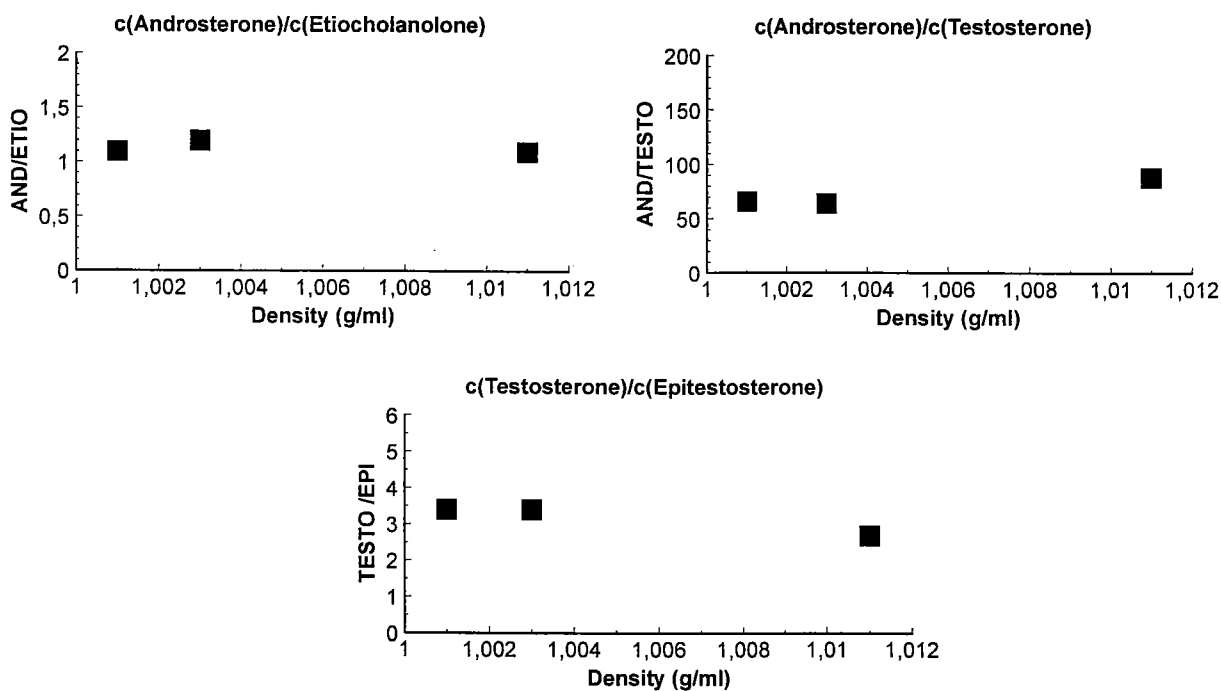 c(Androsterone)/c(Etiocholanolone)
2
1,5
1
0,5
0
AND/ETIO
1 1,002 1,004 1,006 1,008 1,01 1,012
Density (g/ml)
c(Androsterone)/c(Testosterone)
200
150
100
50
0
AND/TESTO
1 1,002 1,004 1,006 1,008 1,01 1,012
Density (g/ml)
c(Testosterone)/c(Epitestosterone)
6
5
4
3
2
1
0
TESTO /EPI
1 1,002 1,004 1,006 1,008 1,01 1,012
Density (g/ml)